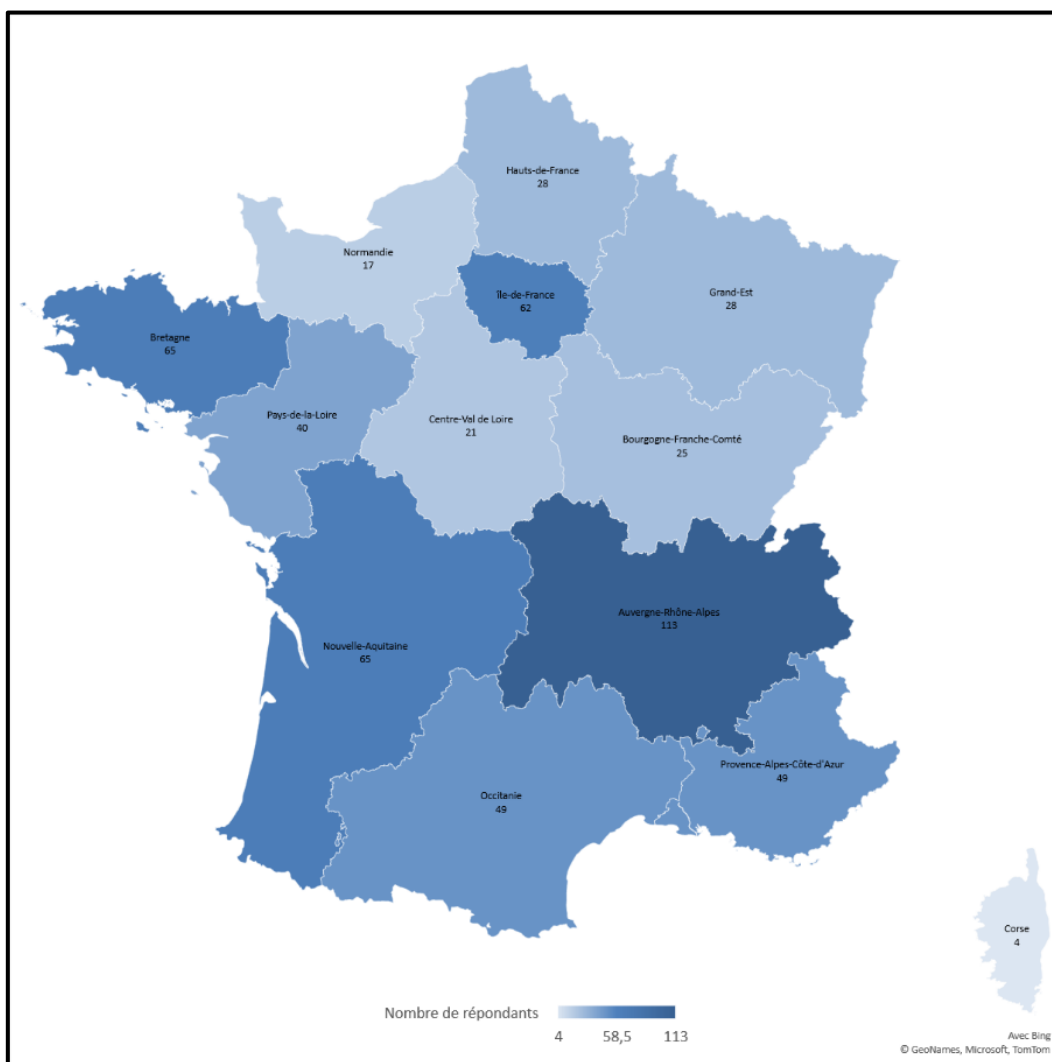 Hauts-de-France
28
Normandie
17
Île-de-France
62
Grand-Est
28
Bretagne
65
Pays-de-la-Loire
40
Centre-Val de Loire
21
Bourgogne-Franche-Comté
25
Auvergne-Rhône-Alpes
113
Nouvelle-Aquitaine
65
Provence-Alpes-Côte-d'Azur
49
Occitanie
49
Corse
4
Nombre de répondants
4 58,5 113
Avec Bing
© GeoNames, Microsoft, TomTom